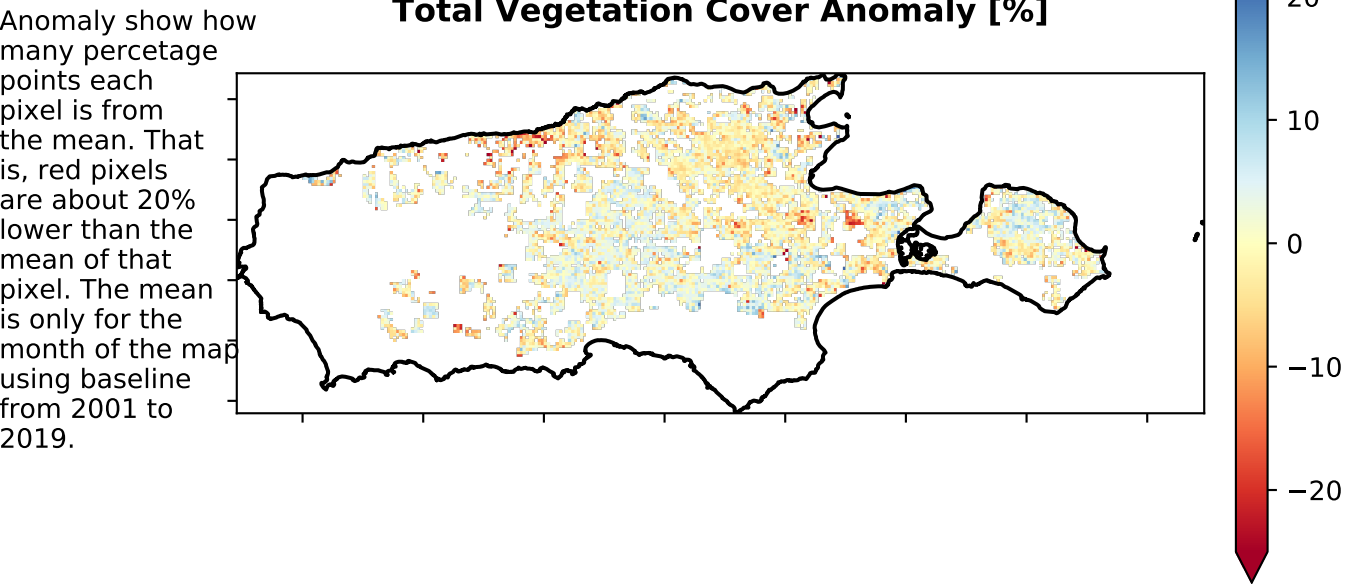 Total Vegetation Cover Anomaly [%]
Anomaly show how
many percetage
points each
pixel is from
the mean. That
is, red pixels
are about 20%
lower than the
mean of that
pixel. The mean
is only for the
month of the map
using baseline
from 2001 to
2019.
20
10
0
−10
−20